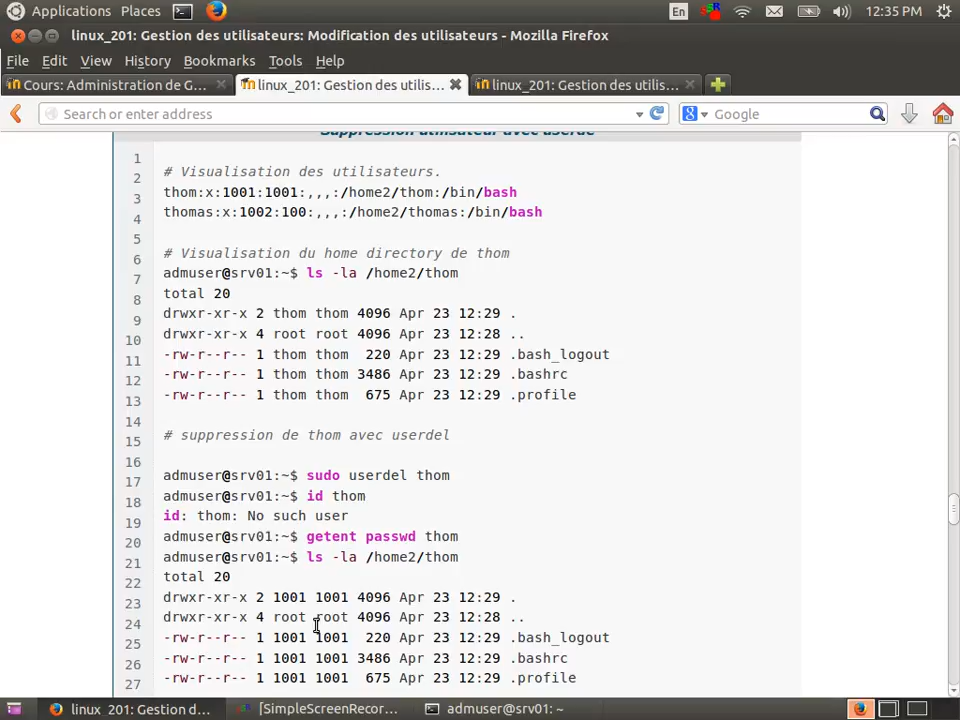 Applications Places En 12:35 PM
linux_201: Gestion des utilisateurs: Modification des utilisateurs - Mozilla Firefox
File Edit View History Bookmarks Tools Help
Cours: Administration de G... linux_201: Gestion des utilis... linux_201: Gestion des utilis...
Search or enter address Google
Suppression utilisateur avec userde
1
2 # Visualisation des utilisateurs.
3 thom:x:1001:1001:,,,:/home2/thom:/bin/bash
4 thomas:x:1002:100:,,,:/home2/thomas:/bin/bash
5
6 # Visualisation du home directory de thom
7 admuser@srv01:~$ ls -la /home2/thom
8 total 20
9 drwxr-xr-x 2 thom thom 4096 Apr 23 12:29 .
10 drwxr-xr-x 4 root root 4096 Apr 23 12:28 ..
11 -rw-r--r-- 1 thom thom 220 Apr 23 12:29 .bash_logout
12 -rw-r--r-- 1 thom thom 3486 Apr 23 12:29 .bashrc
13 -rw-r--r-- 1 thom thom 675 Apr 23 12:29 .profile
14
15 # suppression de thom avec userdel
16
17 admuser@srv01:~$ sudo userdel thom
18 admuser@srv01:~$ id thom
19 id: thom: No such user
20 admuser@srv01:~$ getent passwd thom
21 admuser@srv01:~$ ls -la /home2/thom
22 total 20
23 drwxr-xr-x 2 1001 1001 4096 Apr 23 12:29 .
24 drwxr-xr-x 4 root root 4096 Apr 23 12:28 ..
25 -rw-r--r-- 1 1001 1001 220 Apr 23 12:29 .bash_logout
26 -rw-r--r-- 1 1001 1001 3486 Apr 23 12:29 .bashrc
27 -rw-r--r-- 1 1001 1001 675 Apr 23 12:29 .profile
linux_201: Gestion d... [SimpleScreenRecor... admuser@srv01: ~